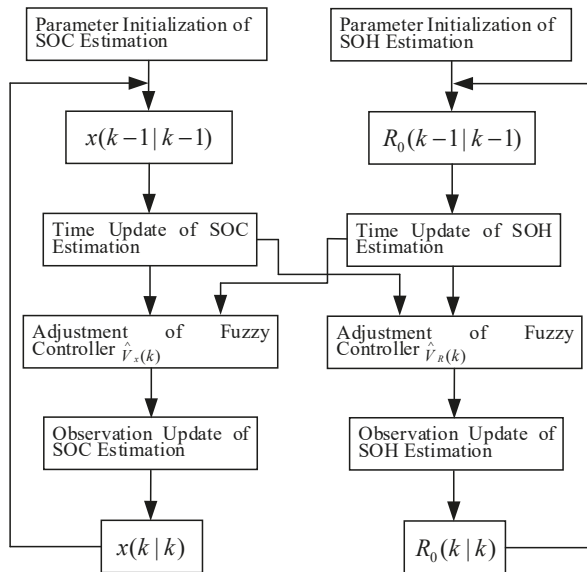 Parameter Initialization of
SOC Estimation
Parameter Initialization of
SOH Estimation
x(k−1|k−1)
R₀(k−1|k−1)
Time Update of SOC
Estimation
Time Update of SOH
Estimation
Adjustment of Fuzzy
Controller V̂ₓ(k)
Adjustment of Fuzzy
Controller V̂_R(k)
Observation Update of
SOC Estimation
Observation Update of
SOH Estimation
x(k|k)
R₀(k|k)